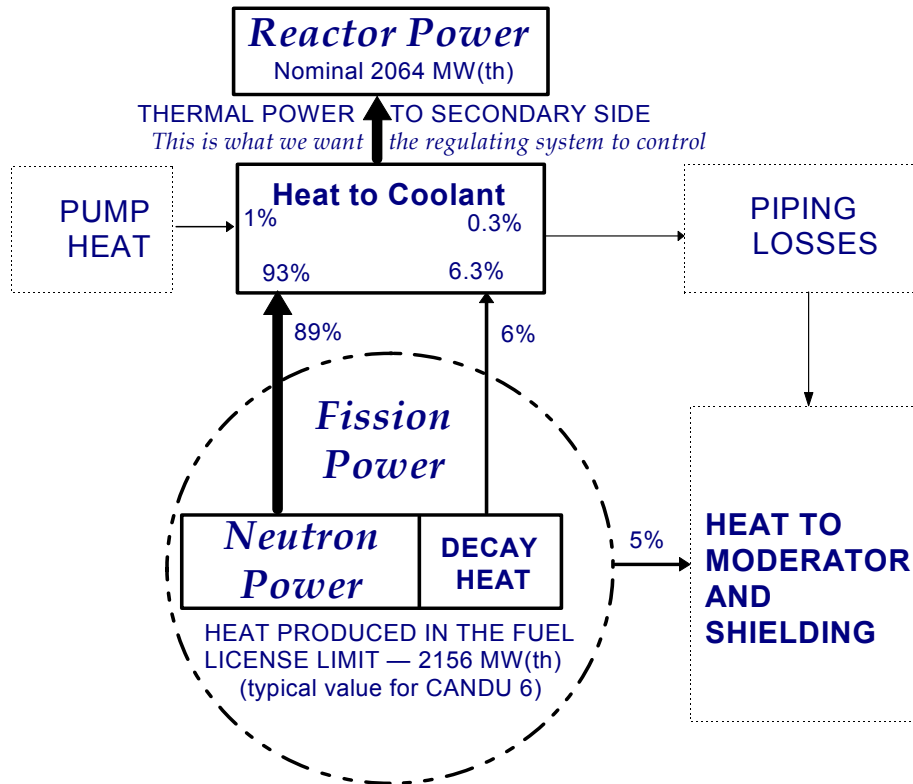 Reactor Power
Nominal 2064 MW(th)
THERMAL POWER TO SECONDARY SIDE
This is what we want the regulating system to control
PUMP
HEAT
Heat to Coolant
1%
0.3%
93%
6.3%
PIPING
LOSSES
89%
6%
Fission
Power
Neutron
Power
DECAY
HEAT
5%
HEAT TO
MODERATOR
AND
SHIELDING
HEAT PRODUCED IN THE FUEL
LICENSE LIMIT — 2156 MW(th)
(typical value for CANDU 6)